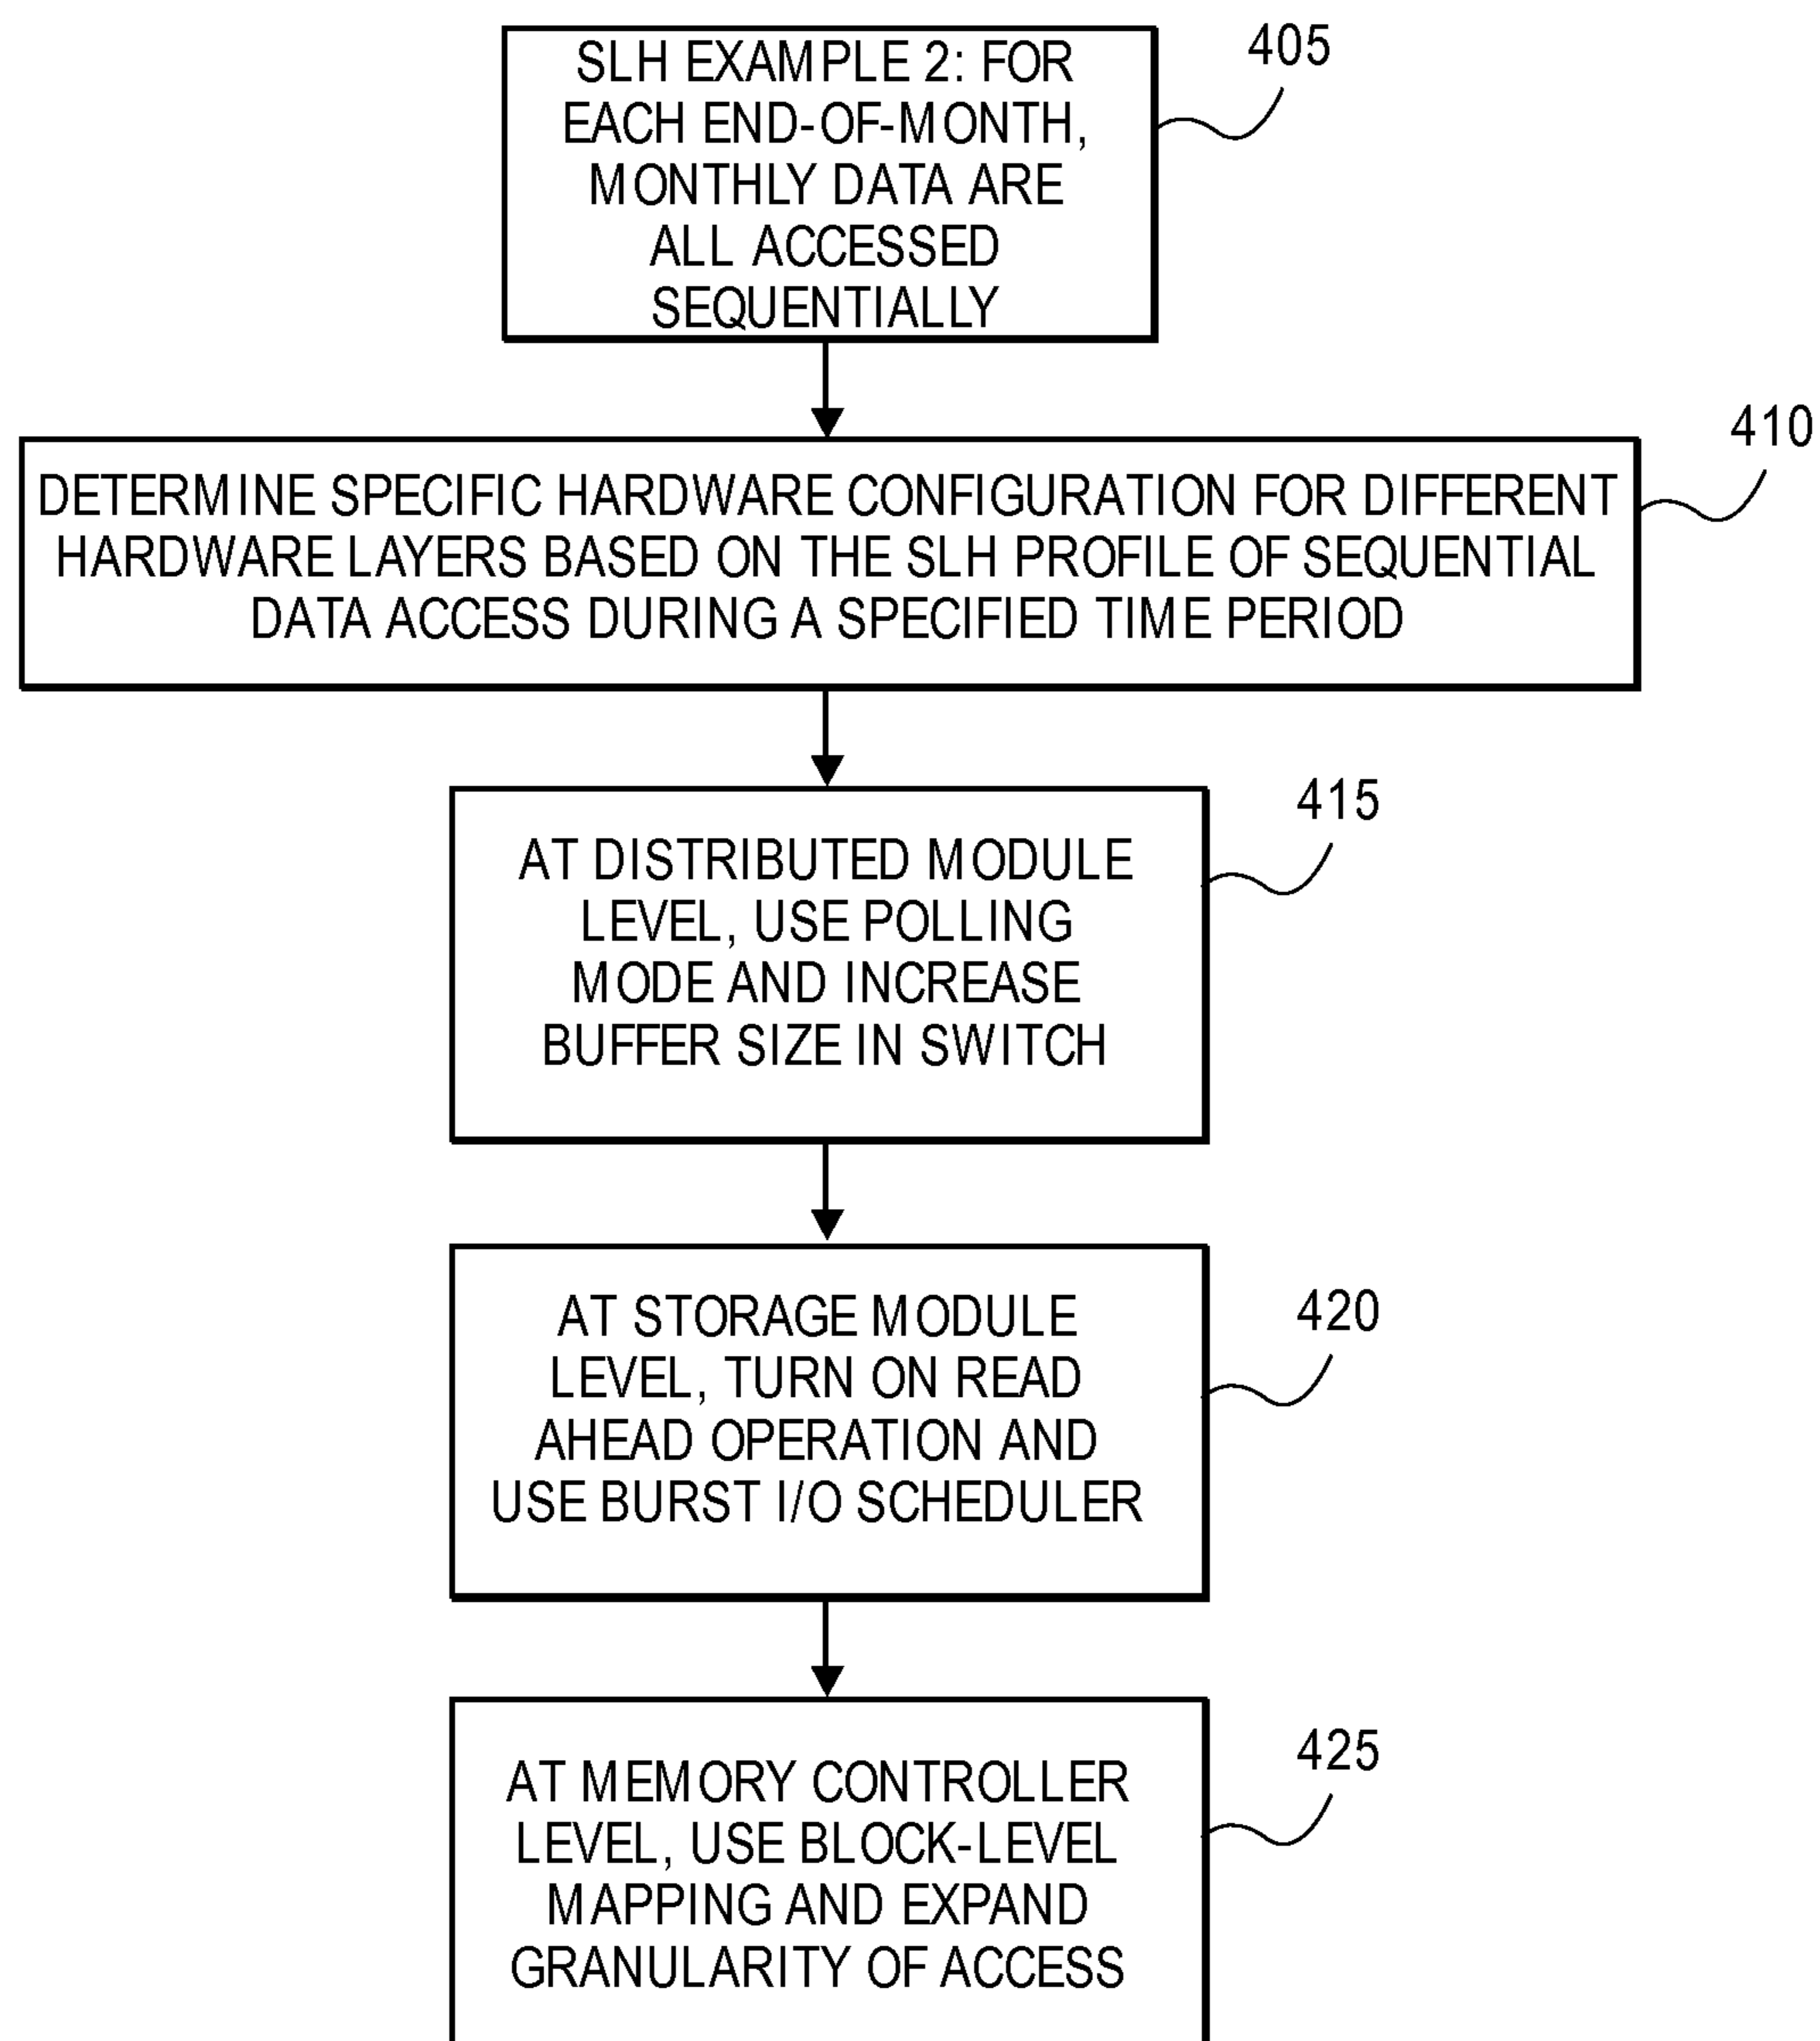 SLH EXAMPLE 2: FOR
EACH END-OF-MONTH,
MONTHLY DATA ARE
ALL ACCESSED
SEQUENTIALLY
405
DETERMINE SPECIFIC HARDWARE CONFIGURATION FOR DIFFERENT
HARDWARE LAYERS BASED ON THE SLH PROFILE OF SEQUENTIAL
DATA ACCESS DURING A SPECIFIED TIME PERIOD
410
AT DISTRIBUTED MODULE
LEVEL, USE POLLING
MODE AND INCREASE
BUFFER SIZE IN SWITCH
415
AT STORAGE MODULE
LEVEL, TURN ON READ
AHEAD OPERATION AND
USE BURST I/O SCHEDULER
420
AT MEMORY CONTROLLER
LEVEL, USE BLOCK-LEVEL
MAPPING AND EXPAND
GRANULARITY OF ACCESS
425